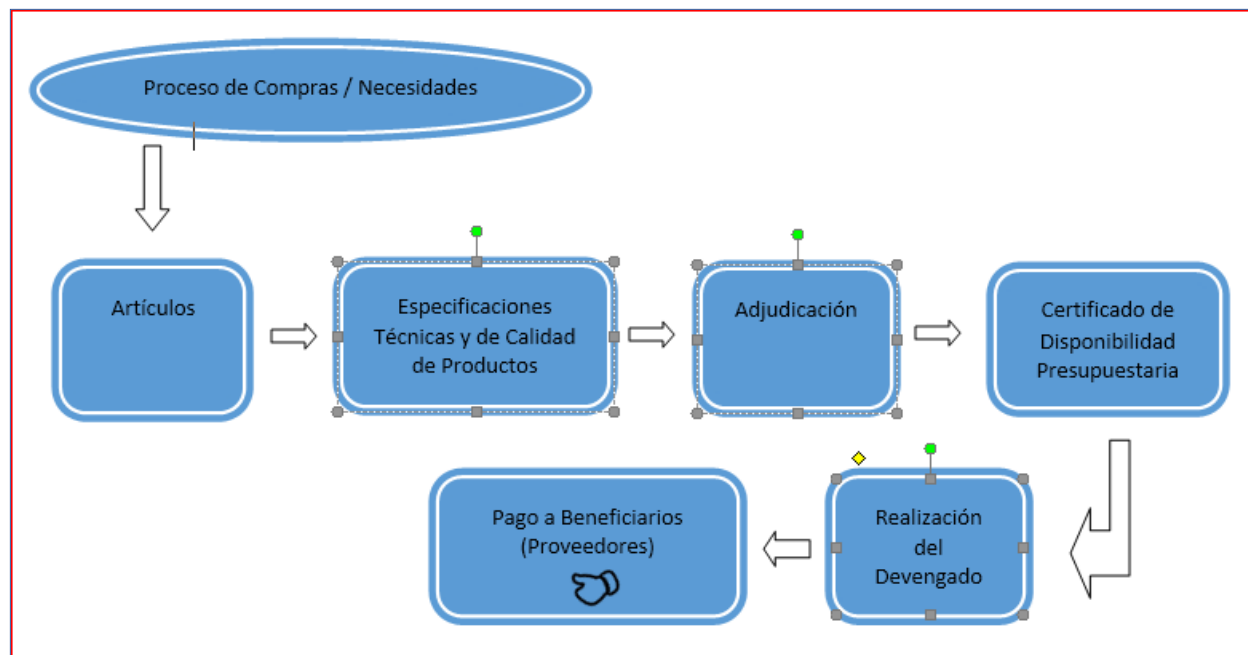 Proceso de Compras / Necesidades
Artículos
Especificaciones
Técnicas y de Calidad
de Productos
Adjudicación
Certificado de
Disponibilidad
Presupuestaria
Realización
del
Devengado
Pago a Beneficiarios
(Proveedores)